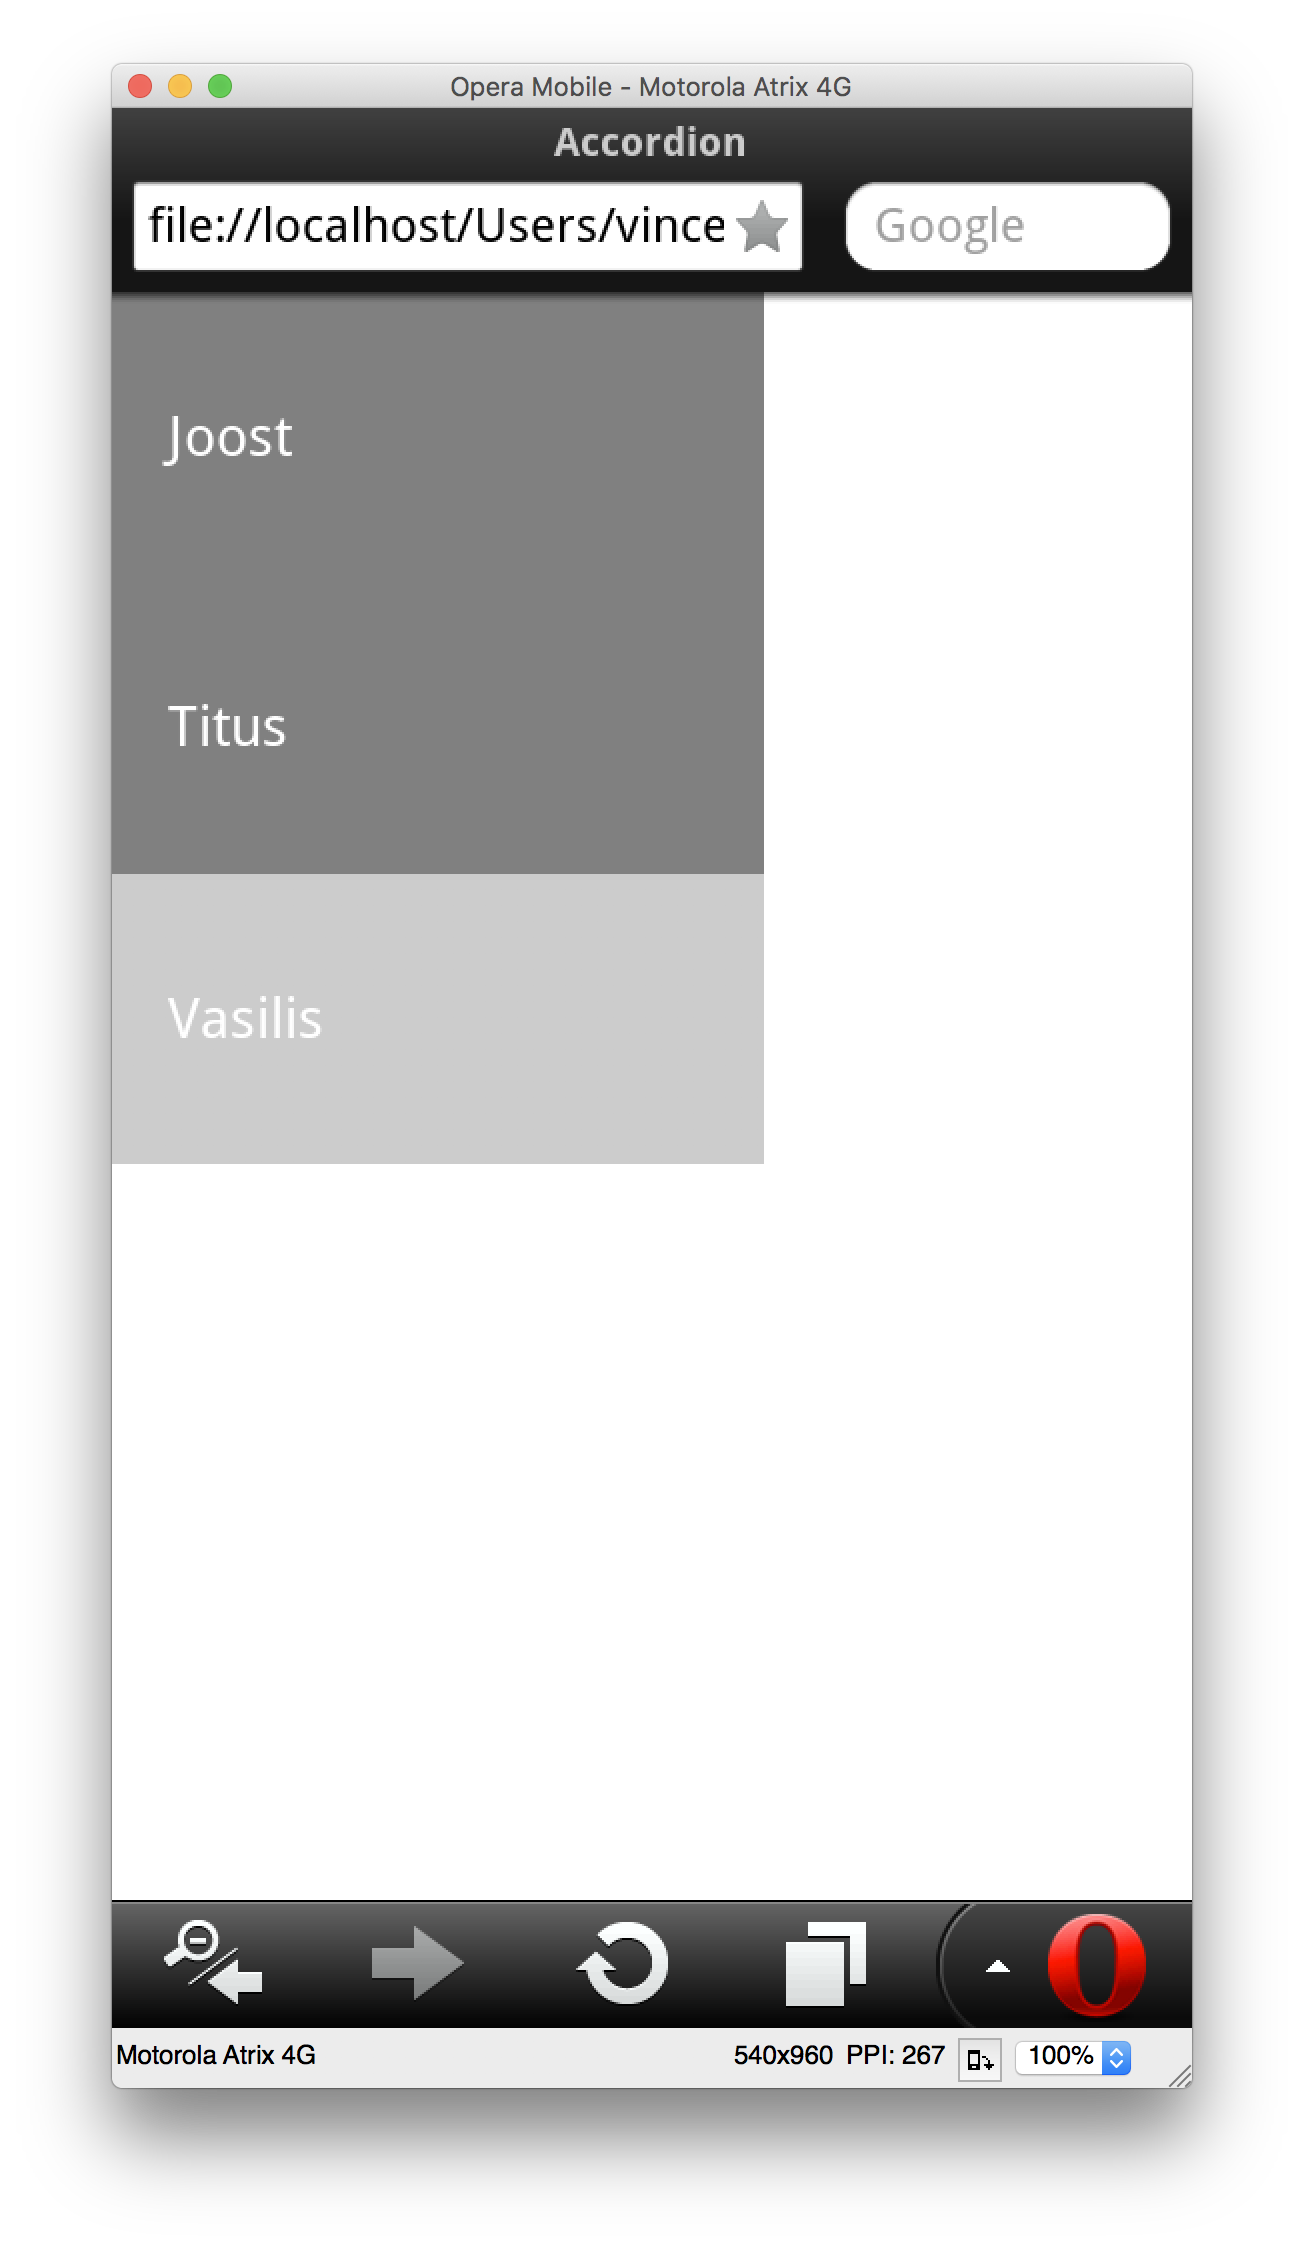 Opera Mobile - Motorola Atrix 4G
Accordion
file://localhost/Users/vince
Google
Joost
Titus
Vasilis
Motorola Atrix 4G
540x960 PPI: 267
100%